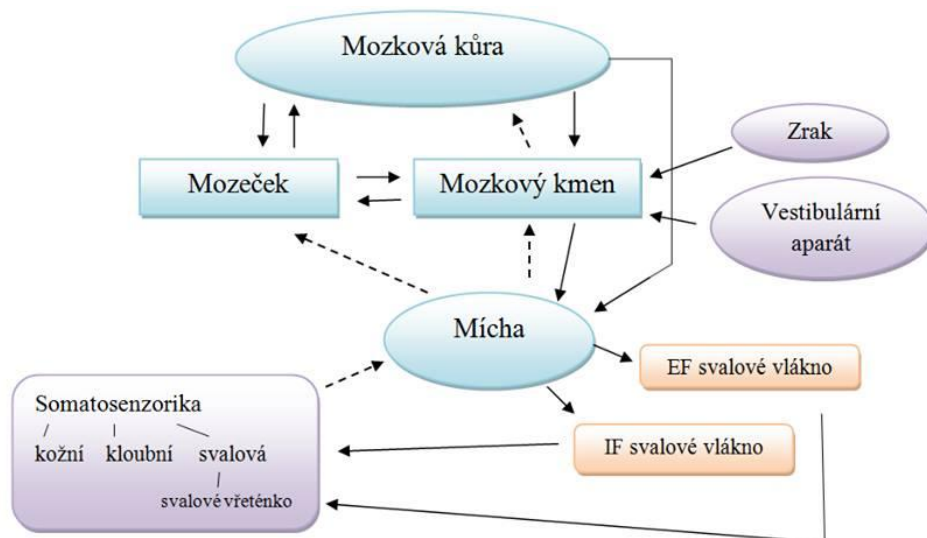 Mozková kůra
Zrak
Mozeček
Mozkový kmen
Vestibulární
aparát
Mícha
EF svalové vlákno
Somatosenzorika
kožní kloubní svalová
IF svalové vlákno
svalové vřeténko